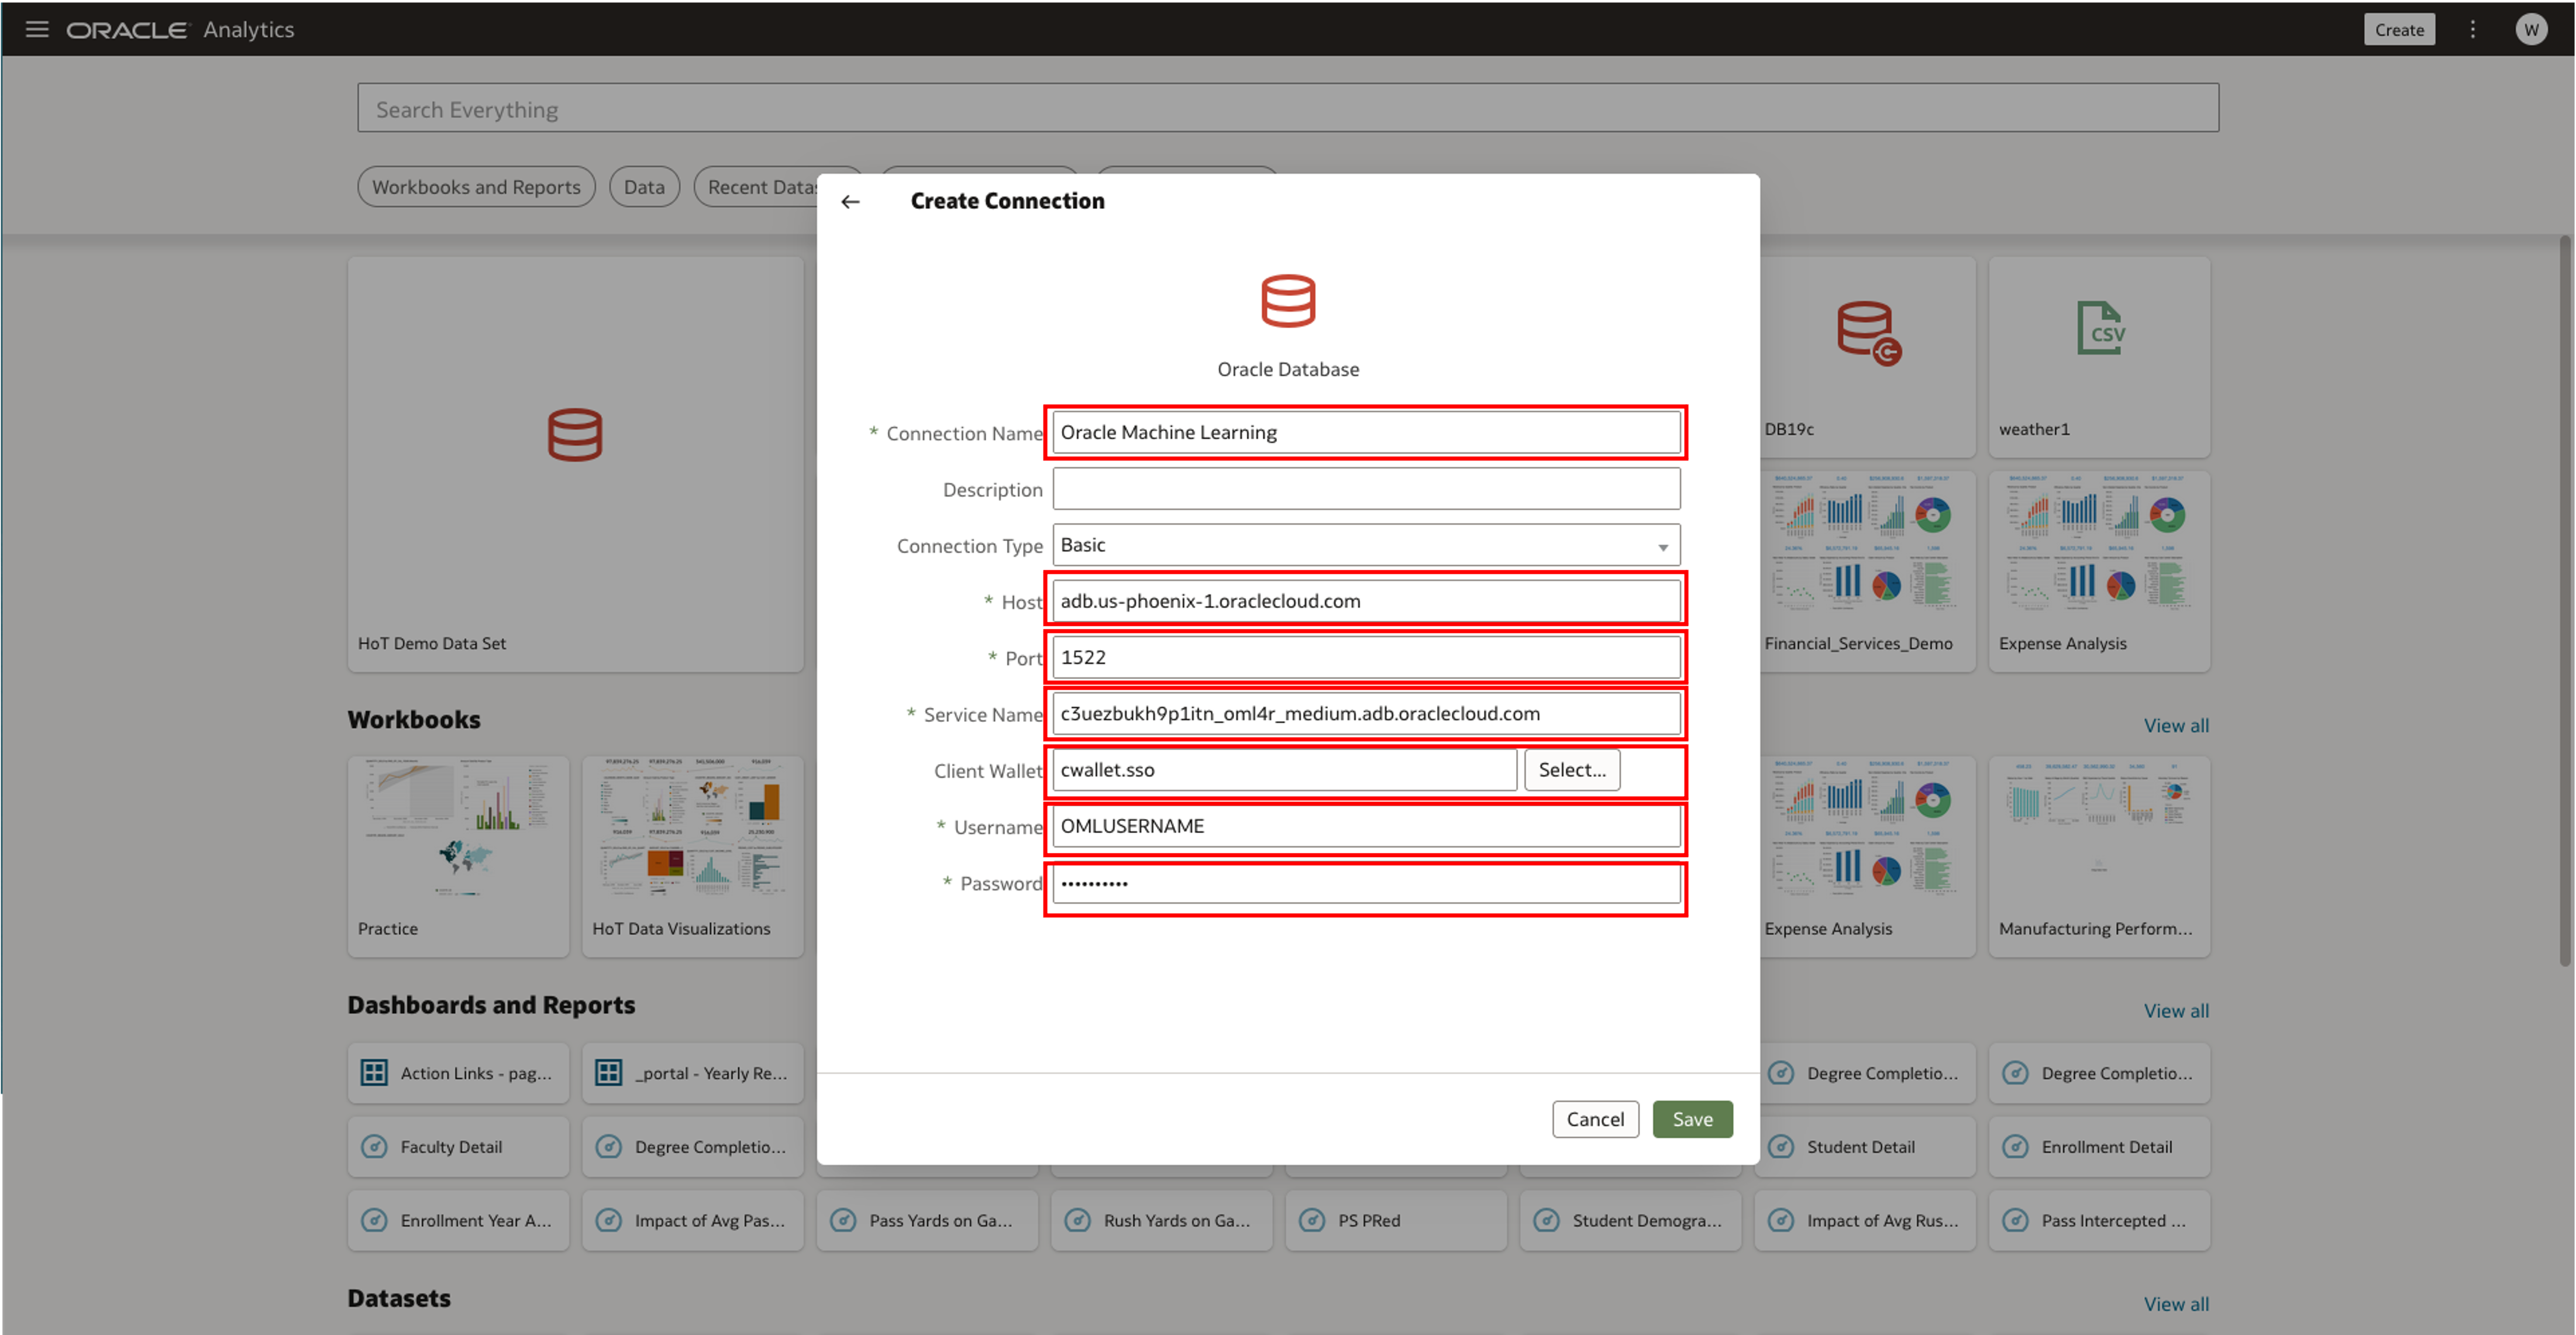 ORACLE Analytics
Create
W
Search Everything
Workbooks and Reports
Data
Recent Datas
Create Connection
Oracle Database
* Connection Name
Oracle Machine Learning
Description
Connection Type
Basic
* Host
adb.us-phoenix-1.oraclecloud.com
* Port
1522
* Service Name
c3uezbukh9p1itn_oml4r_medium.adb.oraclecloud.com
Client Wallet
cwallet.sso
Select...
* Username
OMLUSERNAME
* Password
••••••••••
Cancel
Save
HoT Demo Data Set
DB19c
CSV
weather1
Financial_Services_Demo
Expense Analysis
Workbooks
View all
Practice
HoT Data Visualizations
Expense Analysis
Manufacturing Perform...
Dashboards and Reports
View all
Action Links - pag...
_portal - Yearly Re...
Degree Completio...
Degree Completio...
Faculty Detail
Degree Completio...
Student Detail
Enrollment Detail
Enrollment Year A...
Impact of Avg Pas...
Pass Yards on Ga...
Rush Yards on Ga...
PS PRed
Student Demogra...
Impact of Avg Rus...
Pass Intercepted ...
Datasets
View all